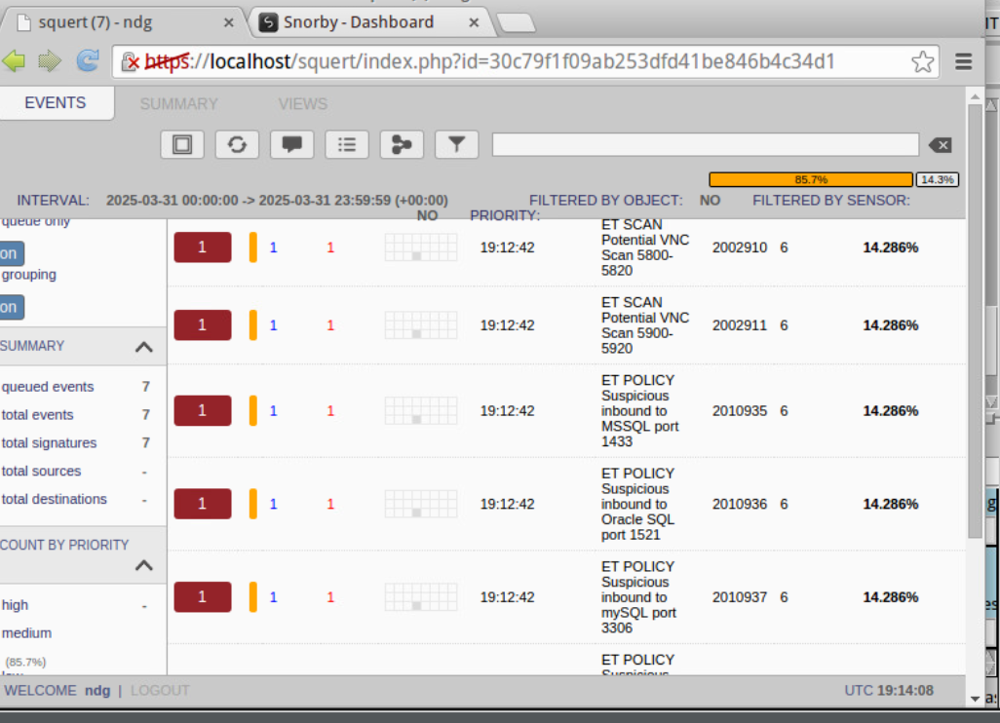 squert (7) - ndg
Snorby - Dashboard
https://localhost/squert/index.php?id=30c79f1f09ab253dfd41be846b4c34d1
EVENTS SUMMARY VIEWS
85.7% 14.3%
INTERVAL: 2025-03-31 00:00:00 -> 2025-03-31 23:59:59 (+00:00) FILTERED BY OBJECT: NO FILTERED BY SENSOR:
NO PRIORITY:
queue only
on
grouping
on
SUMMARY
queued events 7
total events 7
total signatures 7
total sources -
total destinations -
COUNT BY PRIORITY
high -
medium
(85.7%)
1 1 1 19:12:42
ET SCAN
Potential VNC
Scan 5800-
5820
2002910 6 14.286%
1 1 1 19:12:42
ET SCAN
Potential VNC
Scan 5900-
5920
2002911 6 14.286%
1 1 1 19:12:42
ET POLICY
Suspicious
inbound to
MSSQL port
1433
2010935 6 14.286%
1 1 1 19:12:42
ET POLICY
Suspicious
inbound to
Oracle SQL
port 1521
2010936 6 14.286%
1 1 1 19:12:42
ET POLICY
Suspicious
inbound to
mySQL port
3306
2010937 6 14.286%
ET POLICY
Suspicious
WELCOME ndg | LOGOUT
UTC 19:14:08